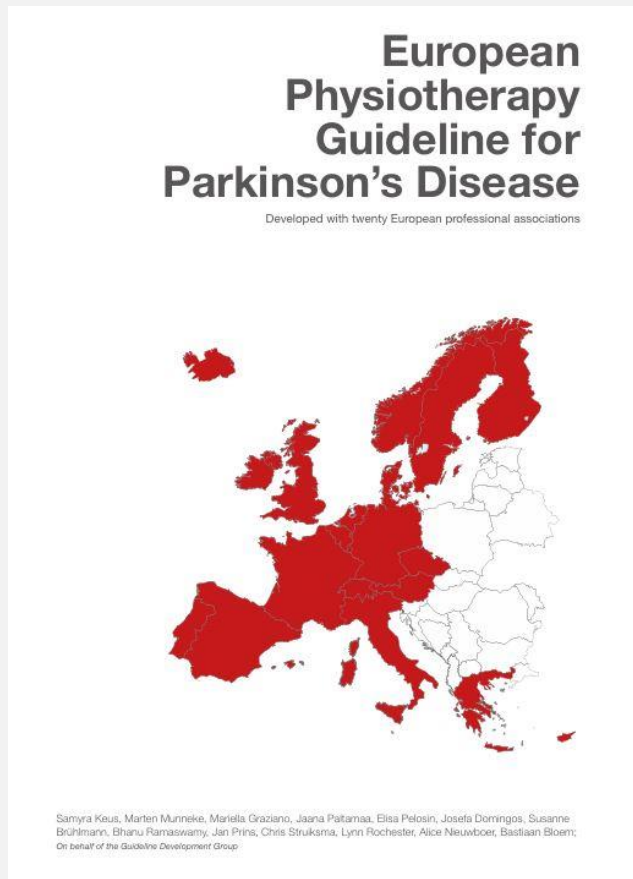 European
Physiotherapy
Guideline for
Parkinson's Disease
Developed with twenty European professional associations
Samyra Keus, Marten Munneke, Mariella Graziano, Jaana Paltamaa, Elisa Pelosin, Josefa Domingos, Susanne
Brühlmann, Bhanu Ramaswamy, Jan Prins, Chris Struiksma, Lynn Rochester, Alice Nieuwboer, Bastiaan Bloem;
On behalf of the Guideline Development Group